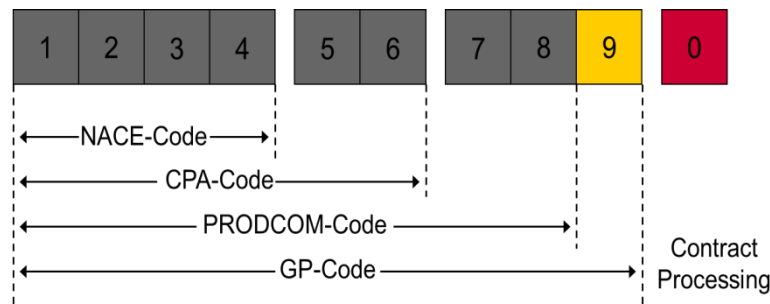 1 2 3 4 5 6 7 8 9 0
NACE-Code
CPA-Code
PRODCOM-Code
GP-Code
Contract
Processing